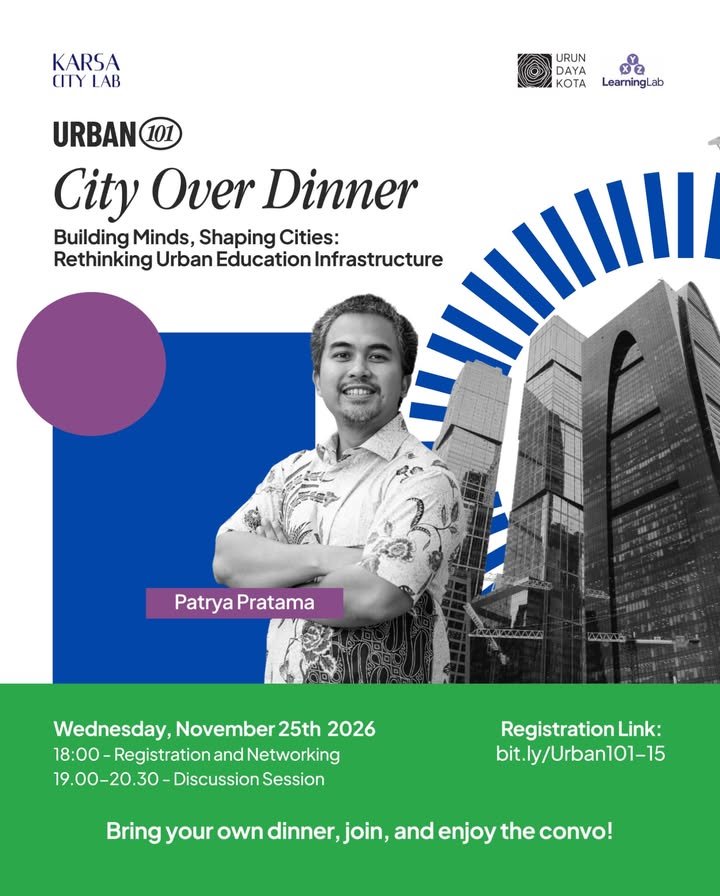 KARSA
CITY LAB
URUN
DAYA
KOTA
X Y Z
LearningLab
URBAN 101
City Over Dinner
Building Minds, Shaping Cities:
Rethinking Urban Education Infrastructure
Patrya Pratama
Wednesday, November 25th 2026
18:00 - Registration and Networking
19.00-20.30 - Discussion Session
Registration Link:
bit.ly/Urban101-15
Bring your own dinner, join, and enjoy the convo!